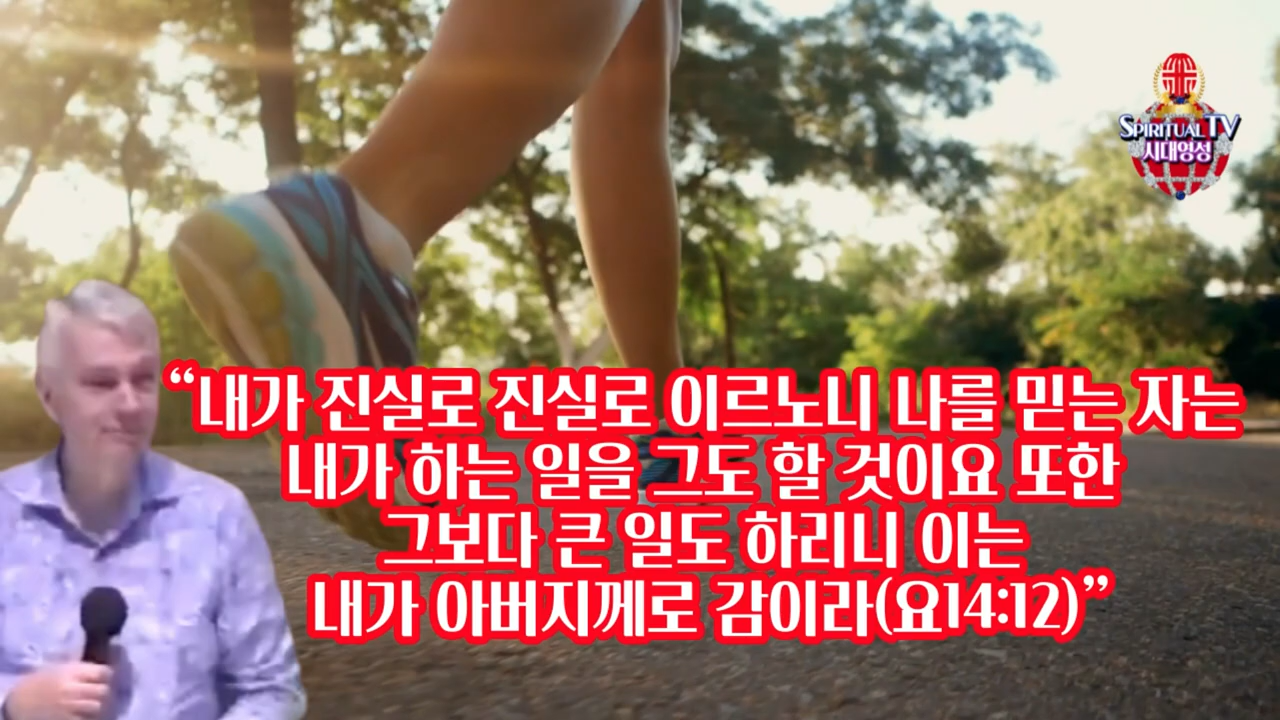 SPIRITUAL TV
시대영성
“내가 진실로 진실로 이르노니 나를 믿는 자는
내가 하는 일을 그도 할 것이요 또한
그보다 큰 일도 하리니 이는
내가 아버지께로 감이라(요14:12)”